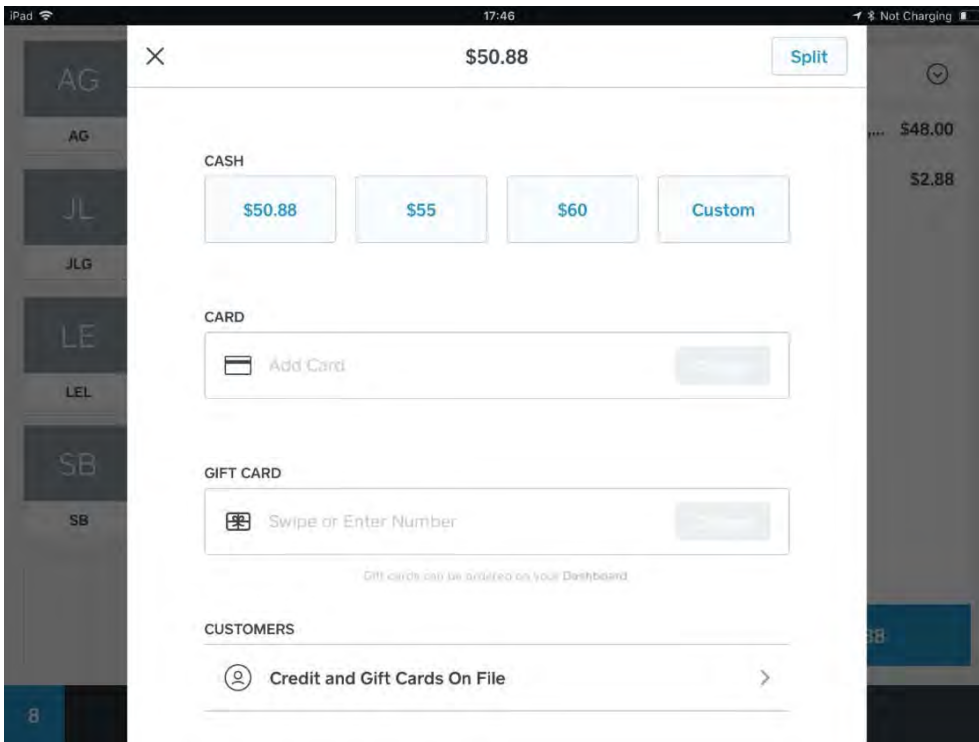 iPad 17:46 Not Charging
$50.88 Split
AG
AG
,... $48.00
$2.88
CASH
$50.88 $55 $60 Custom
JL
JLG
CARD
Add Card
LE
LEL
GIFT CARD
Swipe or Enter Number
SB
SB
Gift cards can be ordered on your Dashboard
CUSTOMERS
88
Credit and Gift Cards On File
8